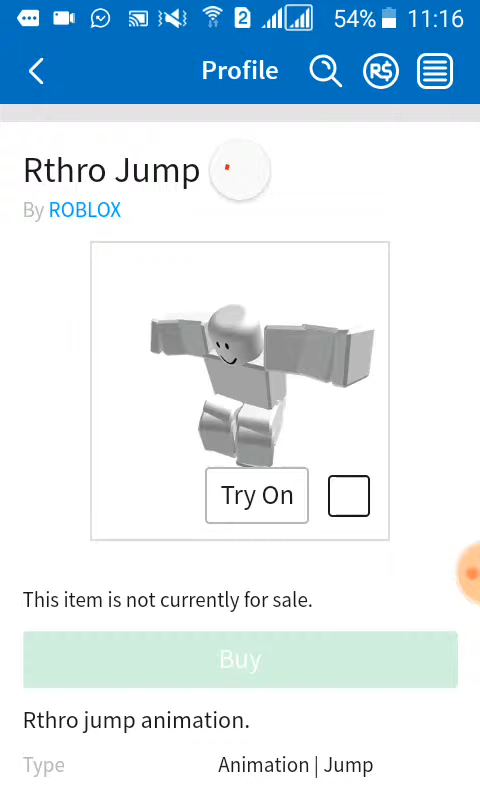 2 54% 11:16
Profile R$
Rthro Jump
By ROBLOX
Try On
This item is not currently for sale.
Buy
Rthro jump animation.
Type Animation | Jump